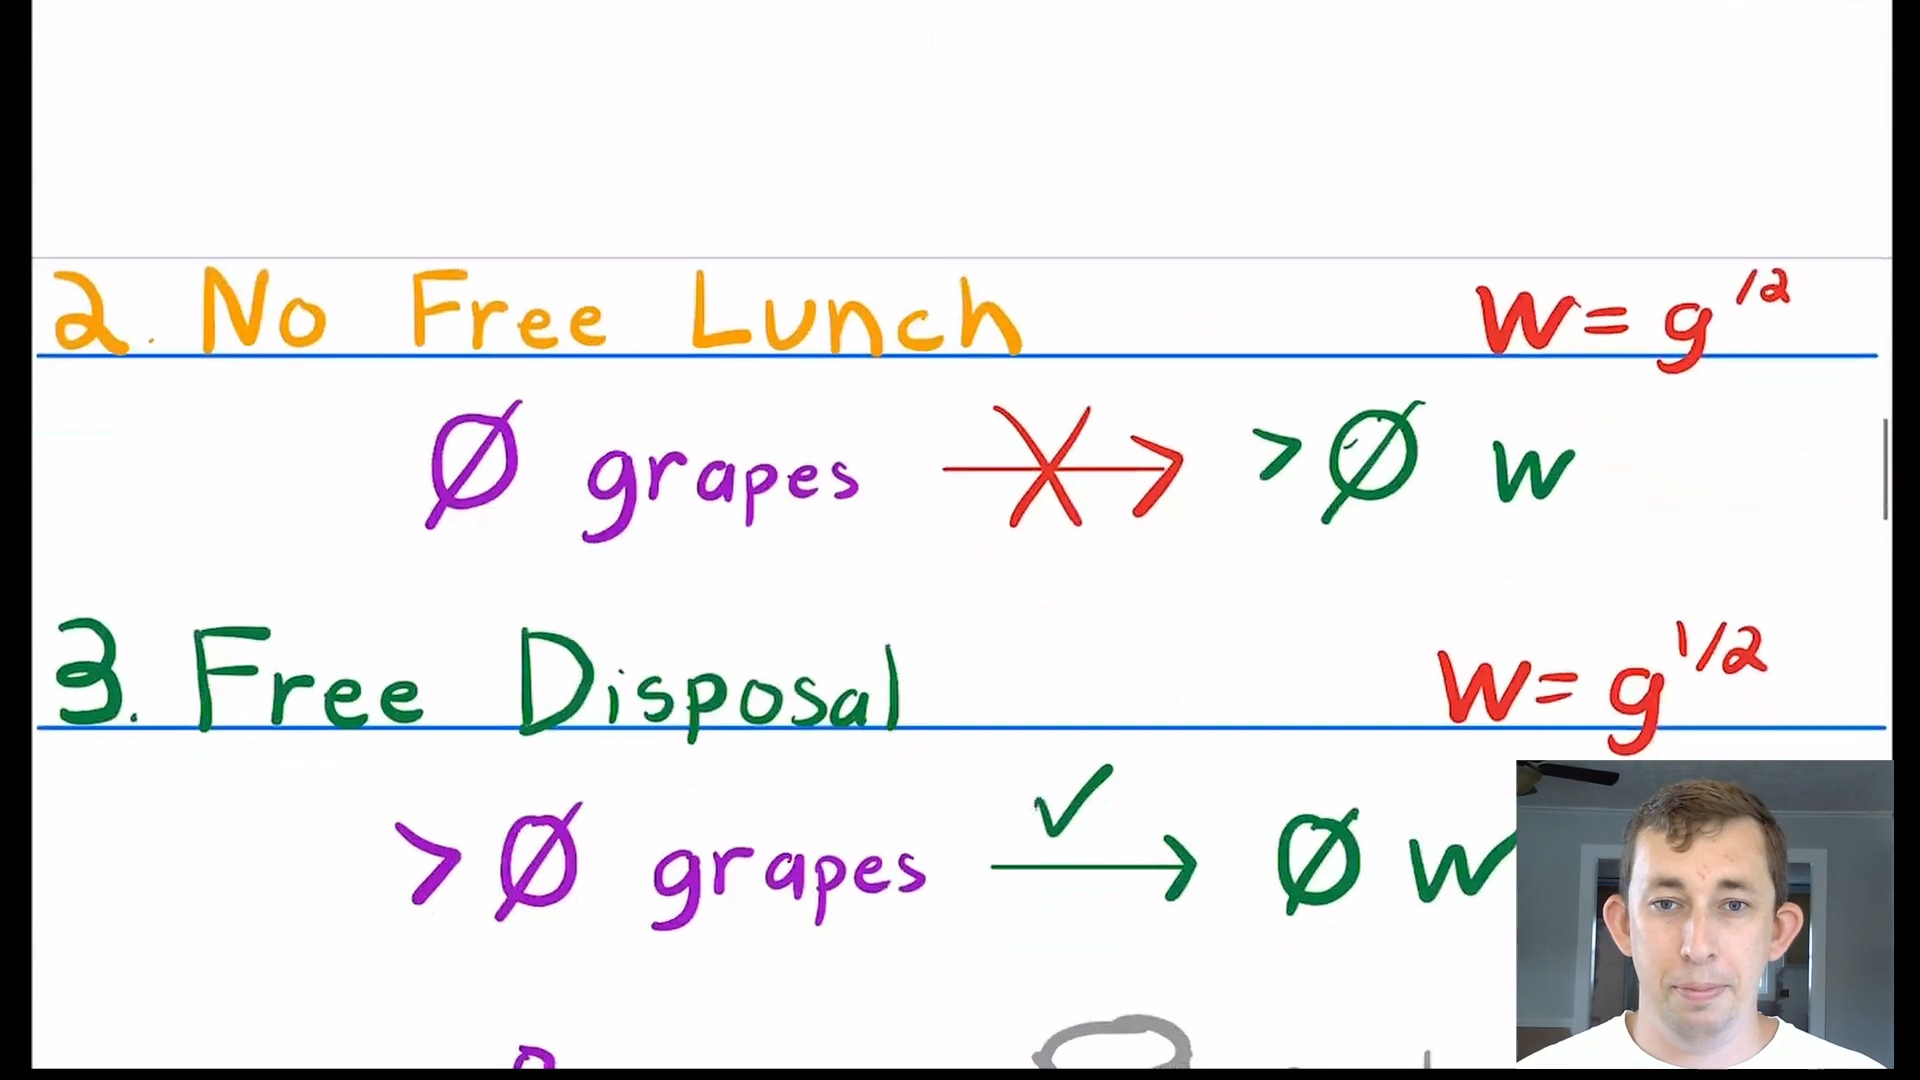 2. No Free Lunch w = g^1/2
Ø grapes > Ø w
3. Free Disposal w = g^1/2
> Ø grapes ✓ → Ø w